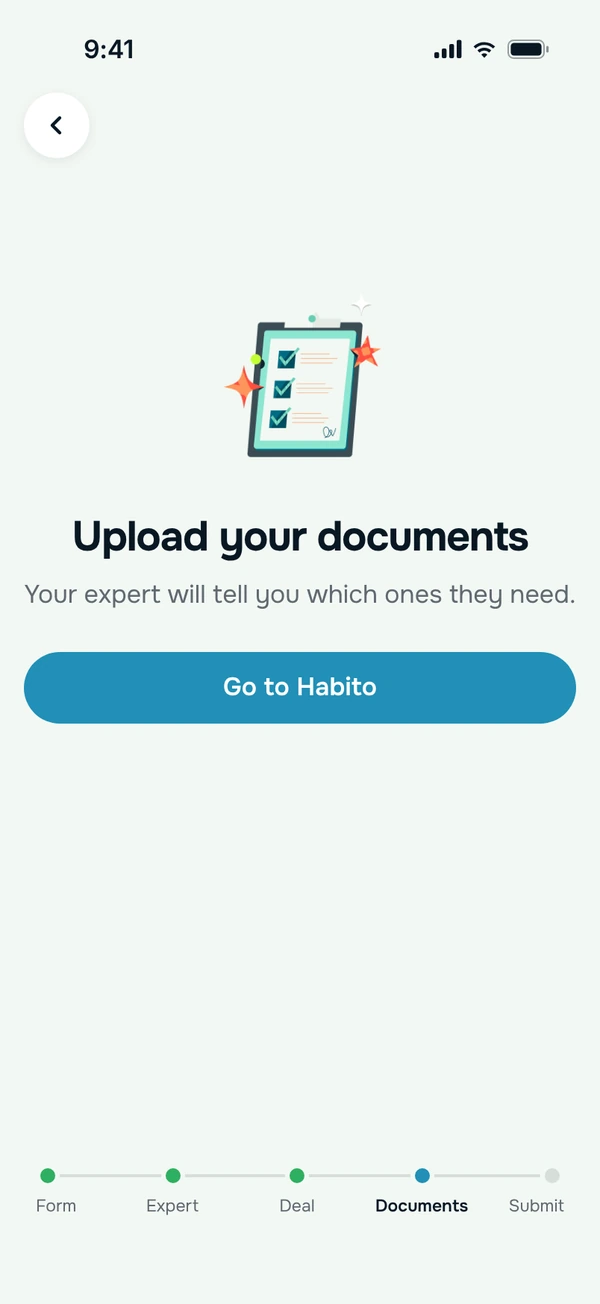 9:41
Upload your documents
Your expert will tell you which ones they need.
Go to Habito
Form Expert Deal Documents Submit